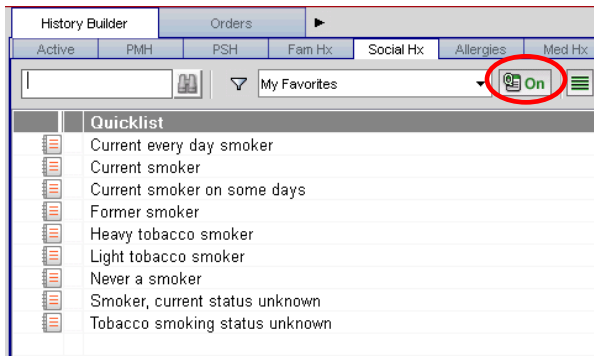 History Builder Orders
Active PMH PSH Fam Hx Social Hx Allergies Med Hx
My Favorites On
Quicklist
Current every day smoker
Current smoker
Current smoker on some days
Former smoker
Heavy tobacco smoker
Light tobacco smoker
Never a smoker
Smoker, current status unknown
Tobacco smoking status unknown